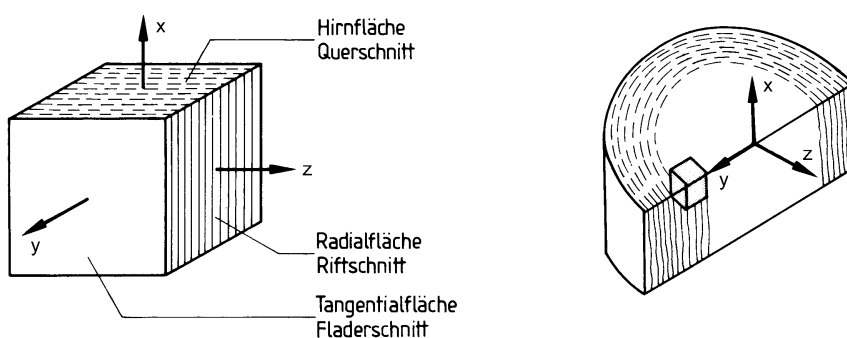 x
Hirnfläche
Querschnitt
z
y
Radialfläche
Riftschnitt
Tangentialfläche
Fladerschnitt
x
z
y